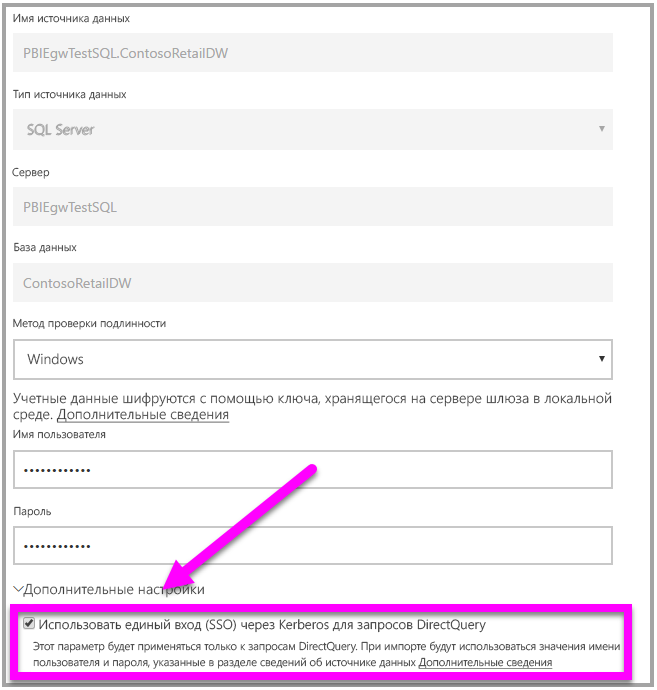 Имя источника данных
PBIEgwTestSQL.ContosoRetailDW
Тип источника данных
SQL Server
Сервер
PBIEgwTestSQL
База данных
ContosoRetailDW
Метод проверки подлинности
Windows
Учетные данные шифруются с помощью ключа, хранящегося на сервере шлюза в локальной
среде. Дополнительные сведения
Имя пользователя
••••••••••••
Пароль
••••••••••••
Дополнительные настройки
Использовать единый вход (SSO) через Kerberos для запросов DirectQuery
Этот параметр будет применяться только к запросам DirectQuery. При импорте будут использоваться значения имени
пользователя и пароля, указанные в разделе сведений об источнике данных Дополнительные сведения